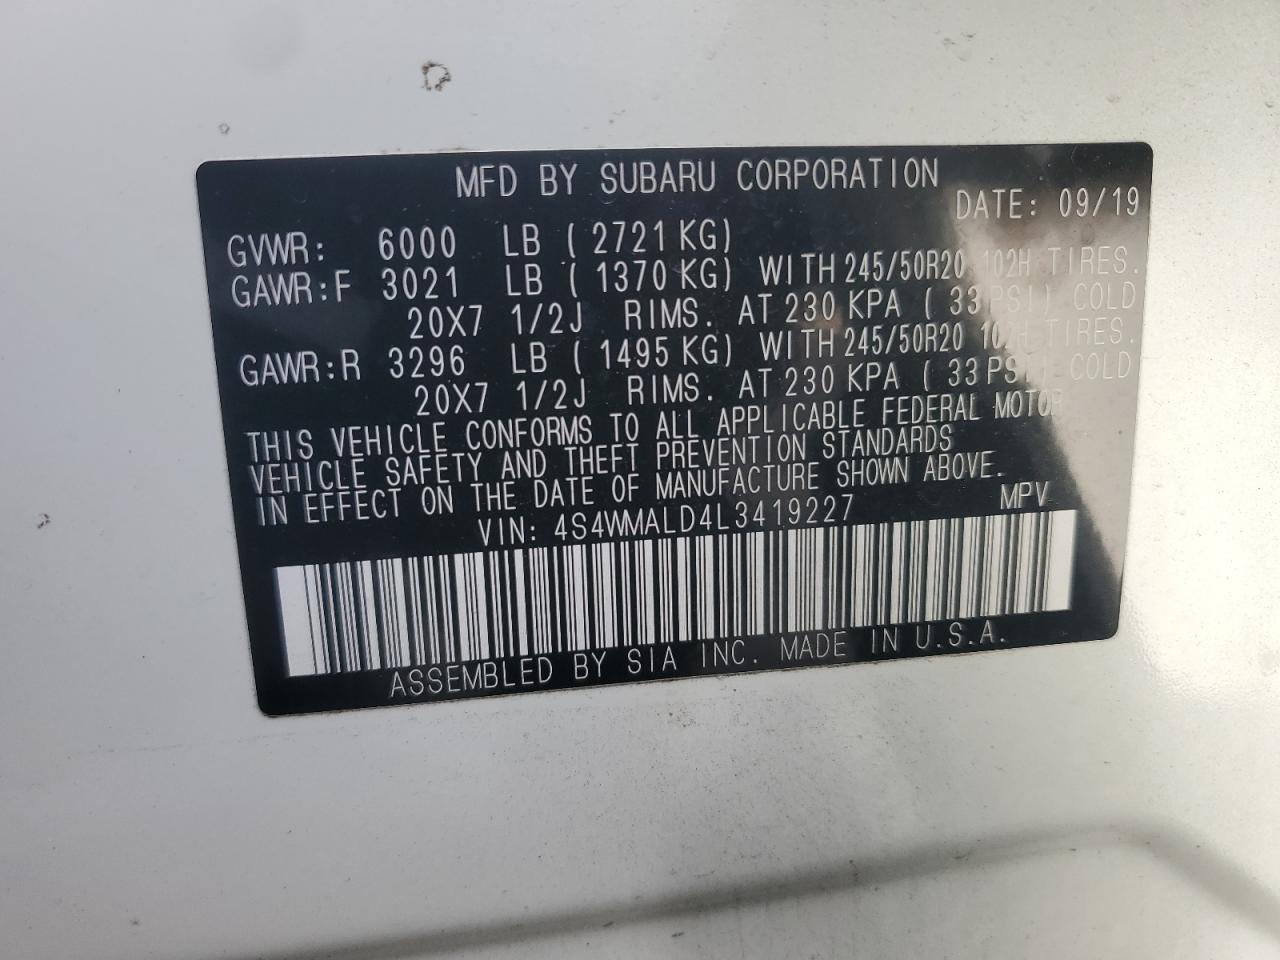 MFD BY SUBARU CORPORATION
DATE: 09/19
GVWR: 6000 LB ( 2721 KG)
GAWR:F 3021 LB ( 1370 KG) WITH 245/50R20 102H TIRES.
20X7 1/2J RIMS. AT 230 KPA ( 33 PSI) COLD
GAWR:R 3296 LB ( 1495 KG) WITH 245/50R20 102H TIRES.
20X7 1/2J RIMS. AT 230 KPA ( 33 PSI) COLD
THIS VEHICLE CONFORMS TO ALL APPLICABLE FEDERAL MOTOR
VEHICLE SAFETY AND THEFT PREVENTION STANDARDS
IN EFFECT ON THE DATE OF MANUFACTURE SHOWN ABOVE.
VIN: 4S4WMALD4L3419227 MPV
ASSEMBLED BY SIA INC. MADE IN U.S.A.